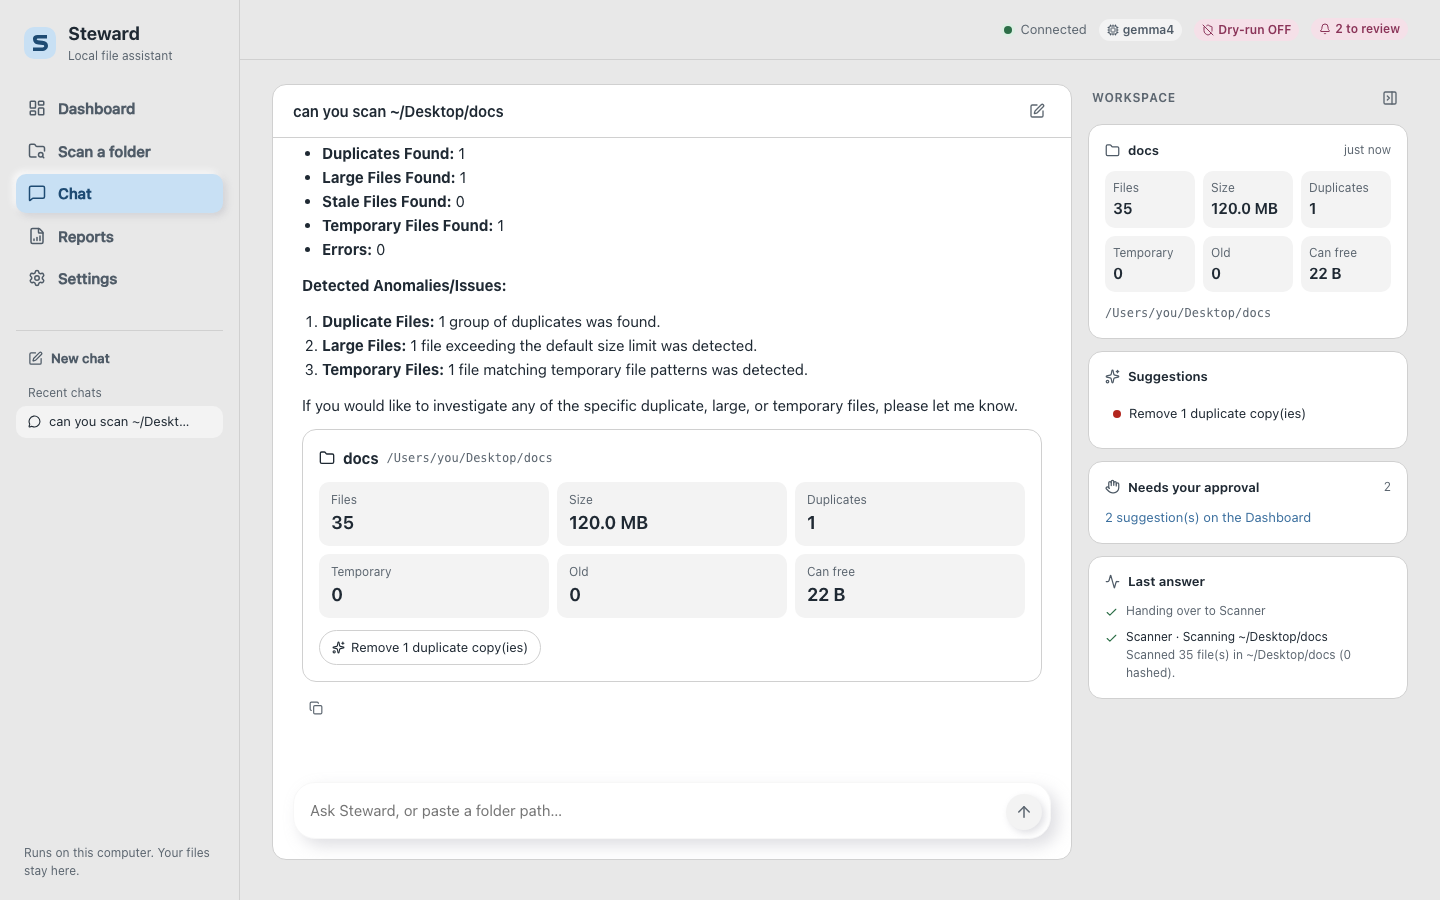 Steward
Local file assistant
Dashboard
Scan a folder
Chat
Reports
Settings
New chat
Recent chats
can you scan ~/Deskt...
Runs on this computer. Your files
stay here.
Connected
gemma4
Dry-run OFF
2 to review
can you scan ~/Desktop/docs
• Duplicates Found: 1
• Large Files Found: 1
• Stale Files Found: 0
• Temporary Files Found: 1
• Errors: 0
Detected Anomalies/Issues:
1. Duplicate Files: 1 group of duplicates was found.
2. Large Files: 1 file exceeding the default size limit was detected.
3. Temporary Files: 1 file matching temporary file patterns was detected.
If you would like to investigate any of the specific duplicate, large, or temporary files, please let me know.
docs /Users/you/Desktop/docs
Files
35
Size
120.0 MB
Duplicates
1
Temporary
0
Old
0
Can free
22 B
Remove 1 duplicate copy(ies)
Ask Steward, or paste a folder path...
WORKSPACE
docs
just now
Files
35
Size
120.0 MB
Duplicates
1
Temporary
0
Old
0
Can free
22 B
/Users/you/Desktop/docs
Suggestions
Remove 1 duplicate copy(ies)
Needs your approval
2
2 suggestion(s) on the Dashboard
Last answer
Handing over to Scanner
Scanner · Scanning ~/Desktop/docs
Scanned 35 file(s) in ~/Desktop/docs (0
hashed).